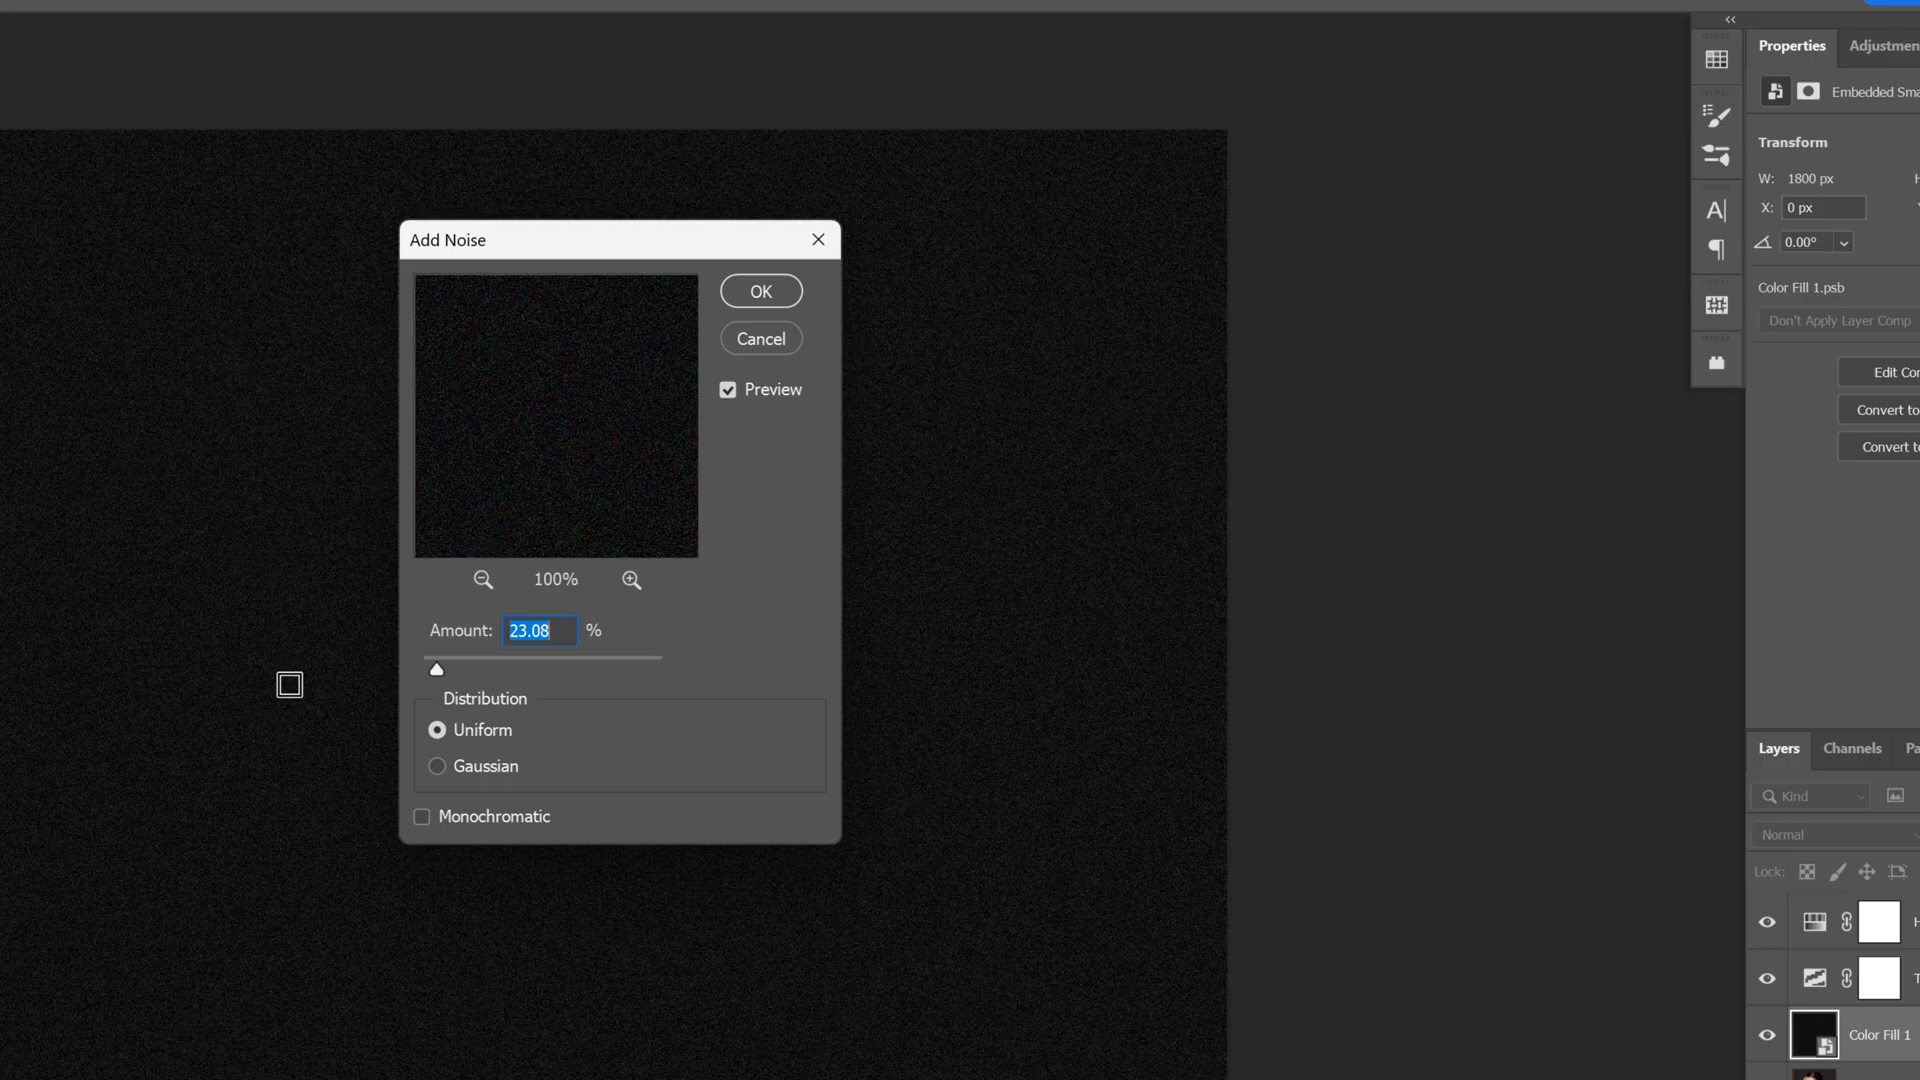 Properties
Adjustmen
Embedded Sma
Transform
W: 1800 px
X: 0 px
0.00°
Color Fill 1.psb
Don't Apply Layer Comp
Edit Con
Convert to
Convert to
Add Noise
OK
Cancel
Preview
100%
Amount: 23.08 %
Distribution
Uniform
Gaussian
Monochromatic
Layers
Channels
Pa
Kind
Normal
Lock:
Color Fill 1